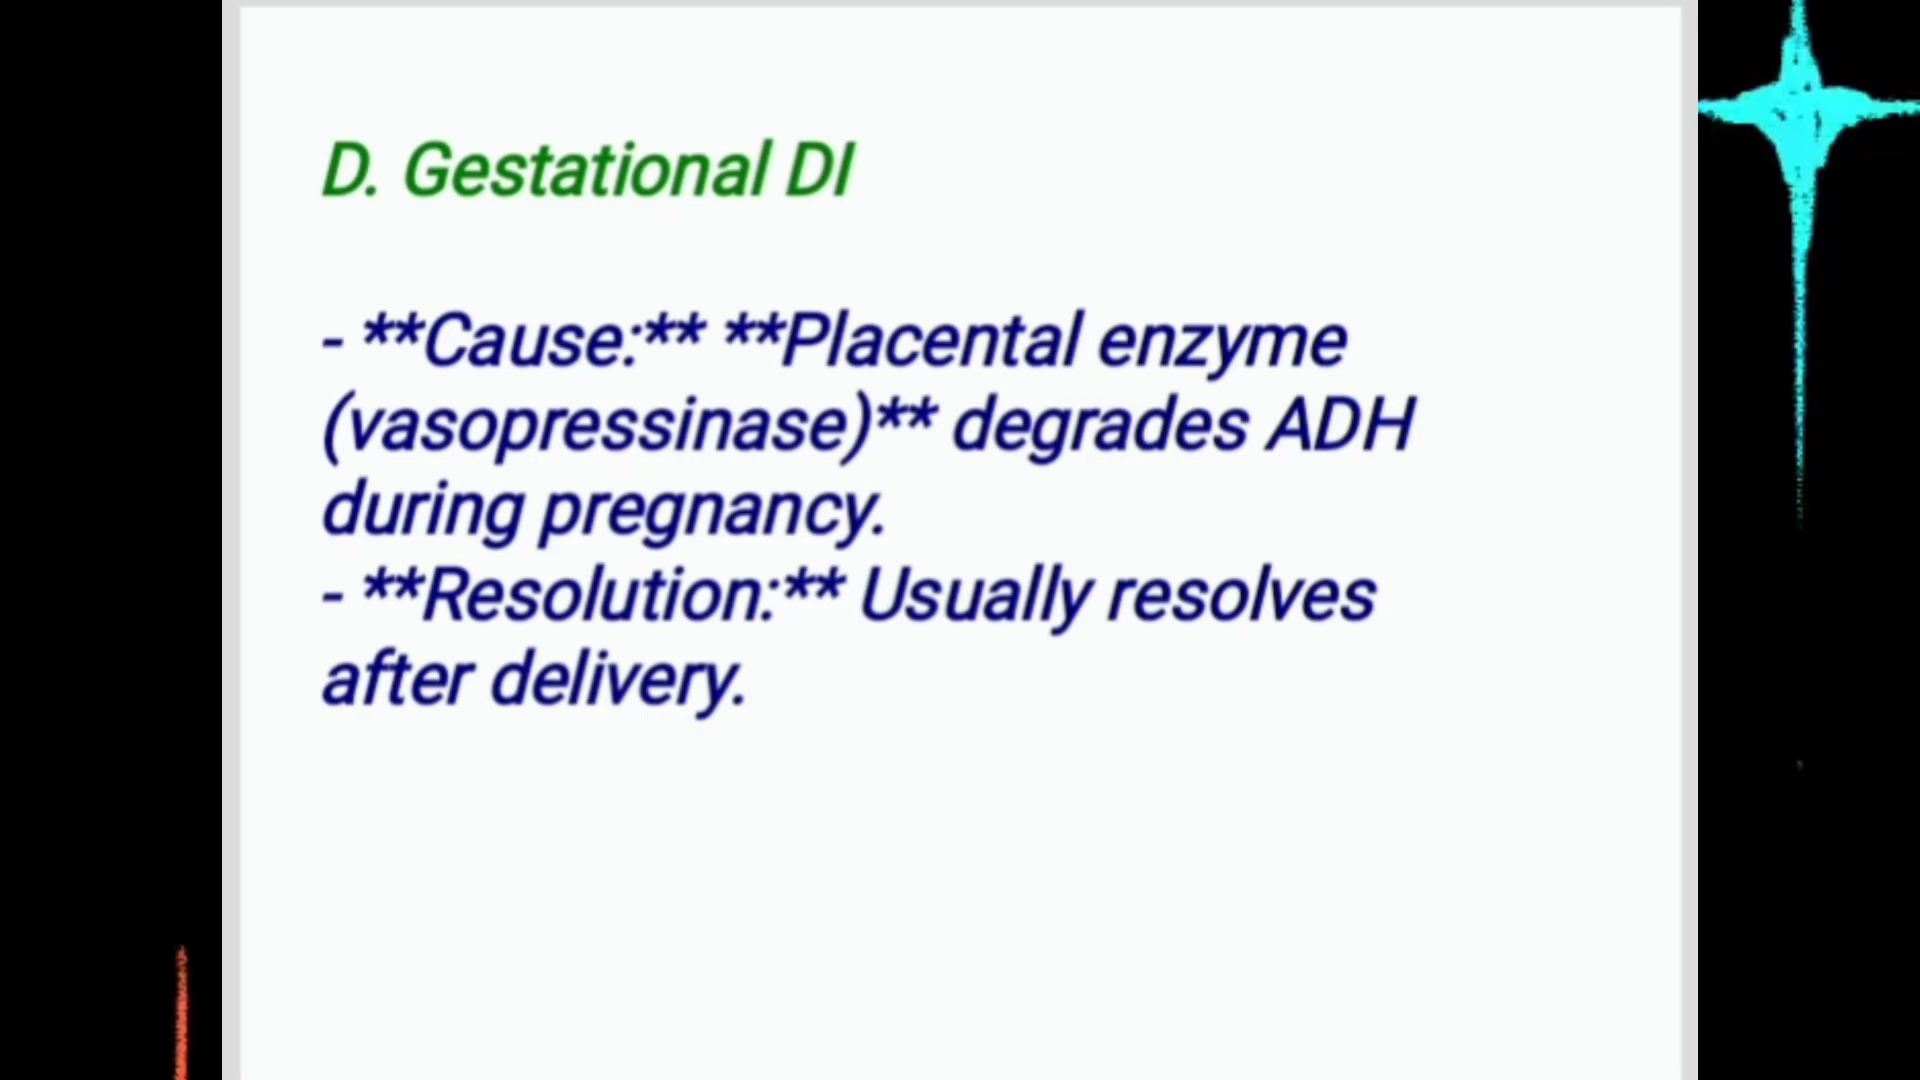 D. Gestational DI
- **Cause:** **Placental enzyme
(vasopressinase)** degrades ADH
during pregnancy.
- **Resolution:** Usually resolves
after delivery.